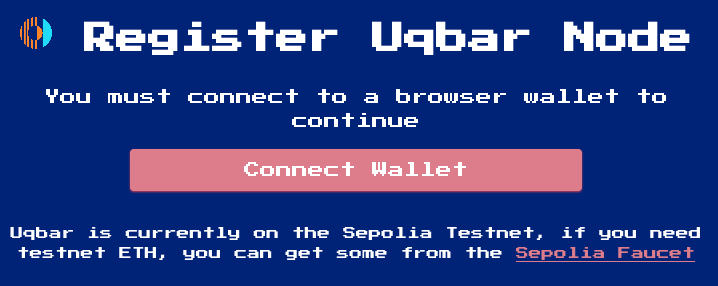 Register Uqbar Node
You must connect to a browser wallet to
continue
Connect Wallet
Uqbar is currently on the Sepolia Testnet, if you need
testnet ETH, you can get some from the Sepolia Faucet